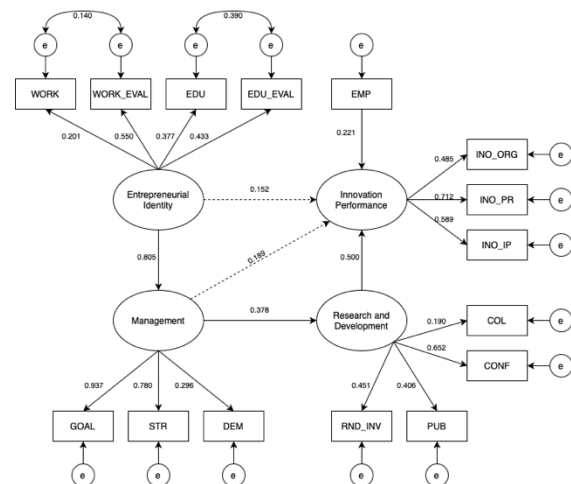 0.140
0.390
e
e
e
e
e
WORK
WORK_EVAL
EDU
EDU_EVAL
EMP
0.201
0.550
0.377
0.433
0.221
INO_ORG
e
0.485
Entrepreneurial
Identity
0.152
Innovation
Performance
0.712
INO_PR
e
0.589
INO_IP
e
0.805
0.189
0.500
Management
0.378
Research and
Development
0.190
COL
e
0.652
CONF
e
0.937
0.780
0.296
0.451
0.406
GOAL
STR
DEM
RND_INV
PUB
e
e
e
e
e